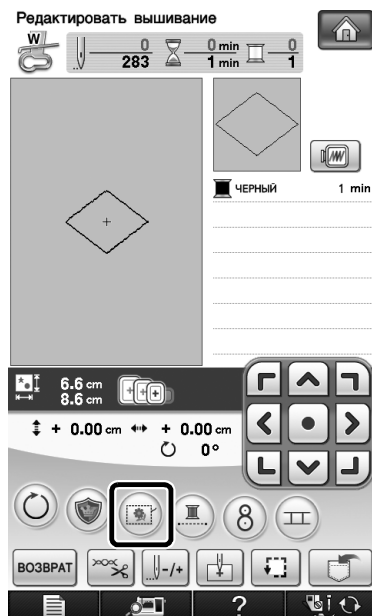 Редактировать вышивание
W
0 0 min 0
283 1 min 1
ЧЕРНЫЙ 1 min
6.6 cm
8.6 cm
+ 0.00 cm + 0.00 cm
0°
8
ВОЗВРАТ -/+
?